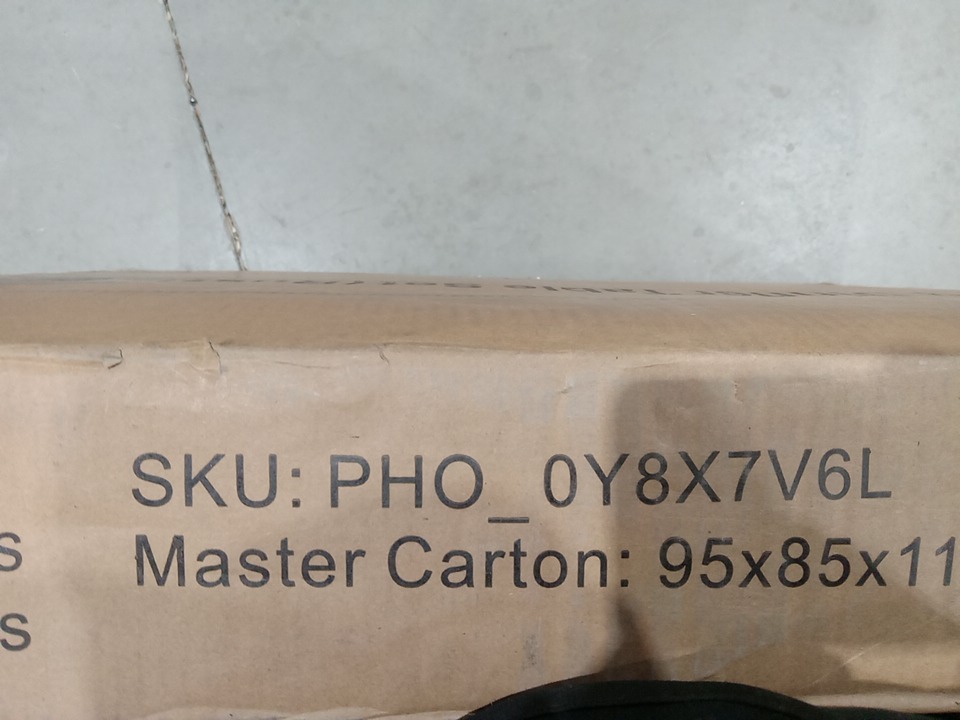 SKU: PHO_0Y8X7V6L
s
Master Carton: 95x85x11
s